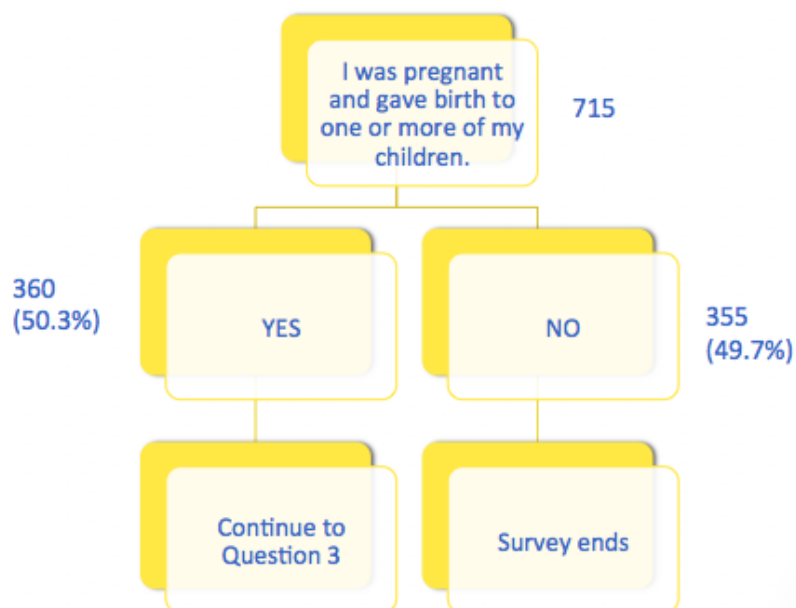 I was pregnant
and gave birth to
one or more of my
children.
715
360
(50.3%)
YES
NO
355
(49.7%)
Continue to
Question 3
Survey ends